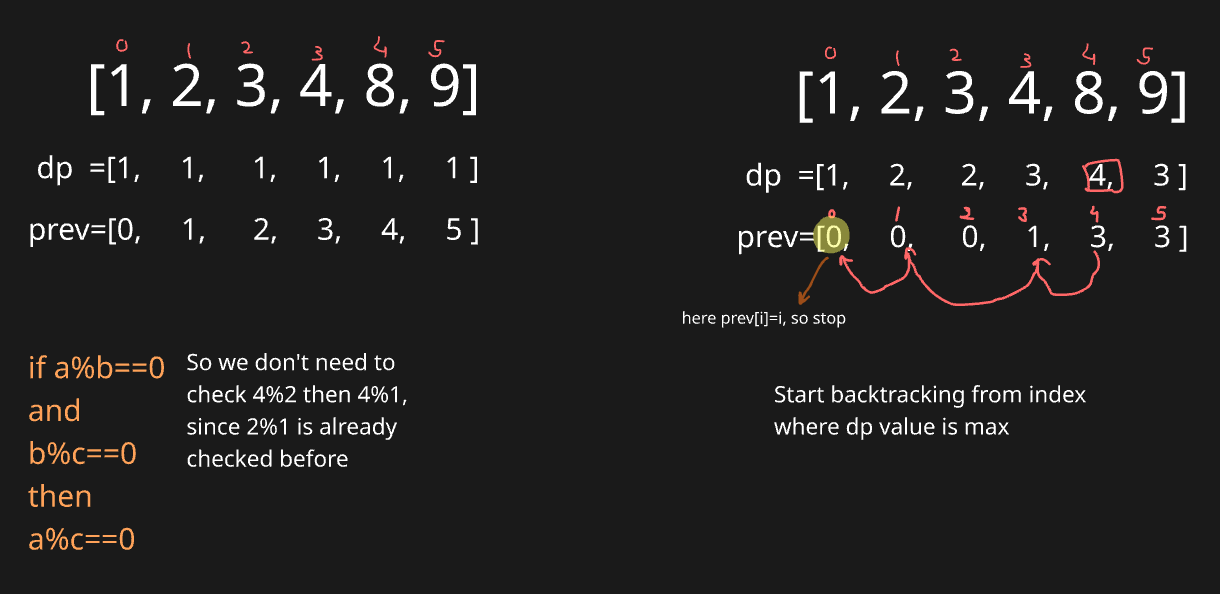 0 1 2 3 4 5
[1, 2, 3, 4, 8, 9]
dp =[1, 1, 1, 1, 1, 1 ]
prev=[0, 1, 2, 3, 4, 5 ]
if a%b==0
and
b%c==0
then
a%c==0
So we don't need to
check 4%2 then 4%1,
since 2%1 is already
checked before
0 1 2 3 4 5
[1, 2, 3, 4, 8, 9]
dp =[1, 2, 2, 3, 4, 3 ]
0 1 2 3 4 5
prev=[0, 0, 0, 1, 3, 3 ]
here prev[i]=i, so stop
Start backtracking from index
where dp value is max